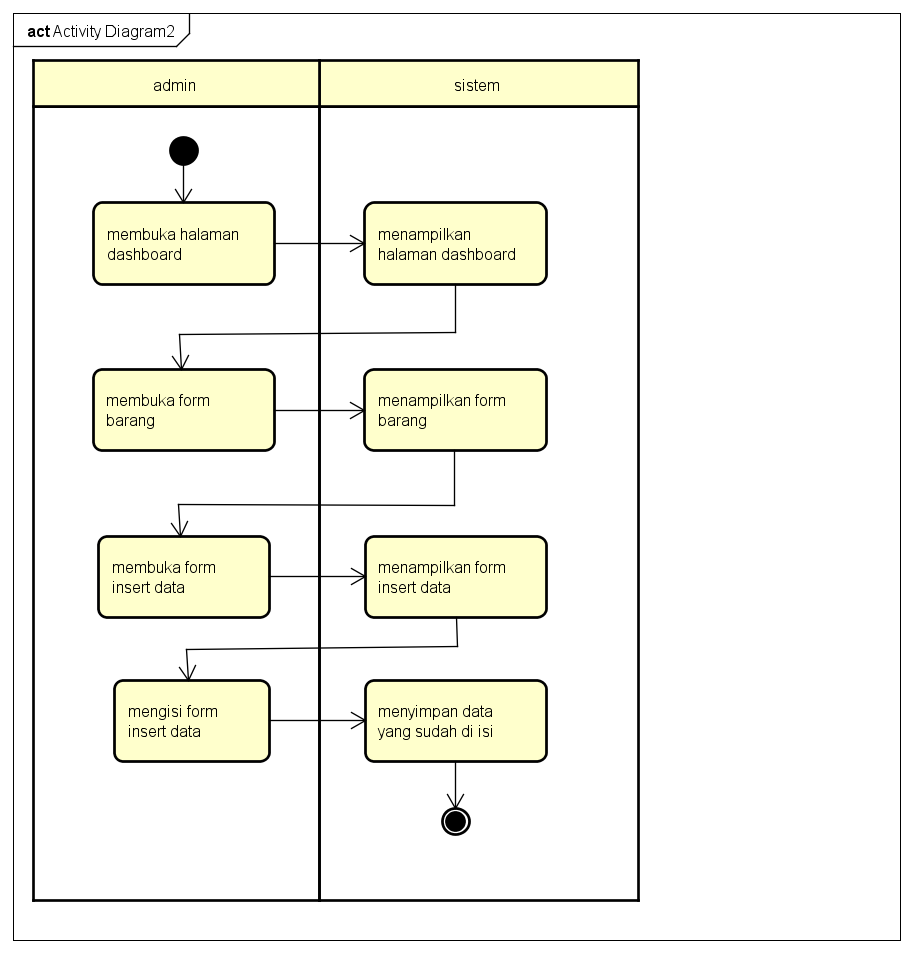 act Activity Diagram2
admin
sistem
membuka halaman
dashboard
menampilkan
halaman dashboard
membuka form
barang
menampilkan form
barang
membuka form
insert data
menampilkan form
insert data
mengisi form
insert data
menyimpan data
yang sudah di isi